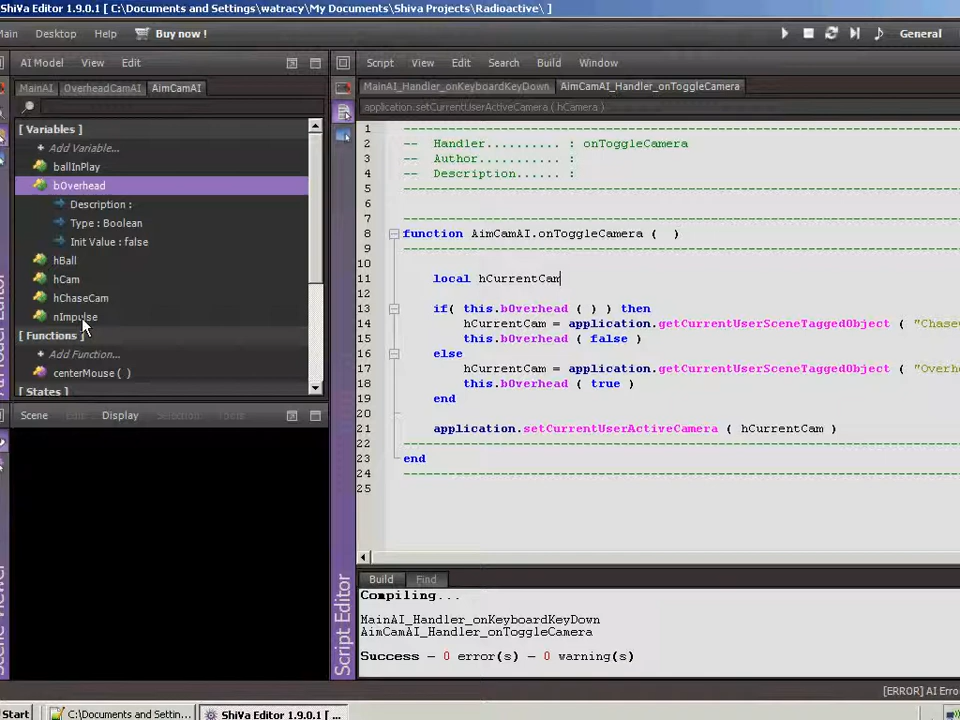 ShiVa Editor 1.9.0.1 [ C:\Documents and Settings\watracy\My Documents\Shiva Projects\Radioactive\ ]
Main Desktop Help Buy now !
General
AI Model View Edit
MainAI OverheadCamAI AimCamAI
[ Variables ]
Add Variable...
ballInPlay
bOverhead
Description :
Type : Boolean
Init Value : false
hBall
hCam
hChaseCam
nImpulse
[ Functions ]
Add Function...
centerMouse ( )
[ States ]
Scene Edit Display Selection Tools
Script View Edit Search Build Window
MainAI_Handler_onKeyboardKeyDown AimCamAI_Handler_onToggleCamera
application.setCurrentUserActiveCamera ( hCamera )
1 --------------------------------------------------------------------------------
2 -- Handler.......... : onToggleCamera
3 -- Author........... :
4 -- Description...... :
5 --------------------------------------------------------------------------------
6
7 --------------------------------------------------------------------------------
8 function AimCamAI.onToggleCamera ( )
9 --------------------------------------------------------------------------------
10
11 local hCurrentCam
12
13 if( this.bOverhead ( ) ) then
14 hCurrentCam = application.getCurrentUserSceneTaggedObject ( "Chase
15 this.bOverhead ( false )
16 else
17 hCurrentCam = application.getCurrentUserSceneTaggedObject ( "Overhe
18 this.bOverhead ( true )
19 end
20
21 application.setCurrentUserActiveCamera ( hCurrentCam )
22 --------------------------------------------------------------------------------
23 end
24 --------------------------------------------------------------------------------
25
Script Editor
Build Find
Compiling...
MainAI_Handler_onKeyboardKeyDown
AimCamAI_Handler_onToggleCamera
Success - 0 error(s) - 0 warning(s)
[ERROR] AI Erro
Start C:\Documents and Settin... ShiVa Editor 1.9.0.1 [ ...